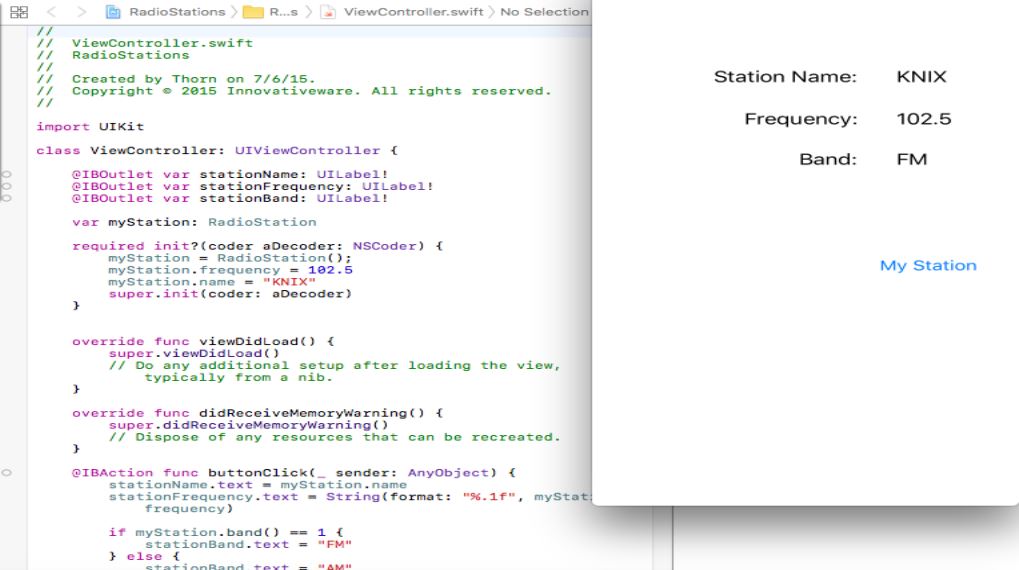 RadioStations R...s ViewController.swift No Selection
//
// ViewController.swift
// RadioStations
//
// Created by Thorn on 7/6/15.
// Copyright © 2015 Innovativeware. All rights reserved.
//
import UIKit
class ViewController: UIViewController {
@IBOutlet var stationName: UILabel!
@IBOutlet var stationFrequency: UILabel!
@IBOutlet var stationBand: UILabel!
var myStation: RadioStation
required init?(coder aDecoder: NSCoder) {
myStation = RadioStation();
myStation.frequency = 102.5
myStation.name = "KNIX"
super.init(coder: aDecoder)
}
override func viewDidLoad() {
super.viewDidLoad()
// Do any additional setup after loading the view,
typically from a nib.
}
override func didReceiveMemoryWarning() {
super.didReceiveMemoryWarning()
// Dispose of any resources that can be recreated.
}
@IBAction func buttonClick(_ sender: AnyObject) {
stationName.text = myStation.name
stationFrequency.text = String(format: "%.1f", myStat
frequency)
if myStation.band() == 1 {
stationBand.text = "FM"
} else {
stationBand.text = "AM"
Station Name: KNIX
Frequency: 102.5
Band: FM
My Station